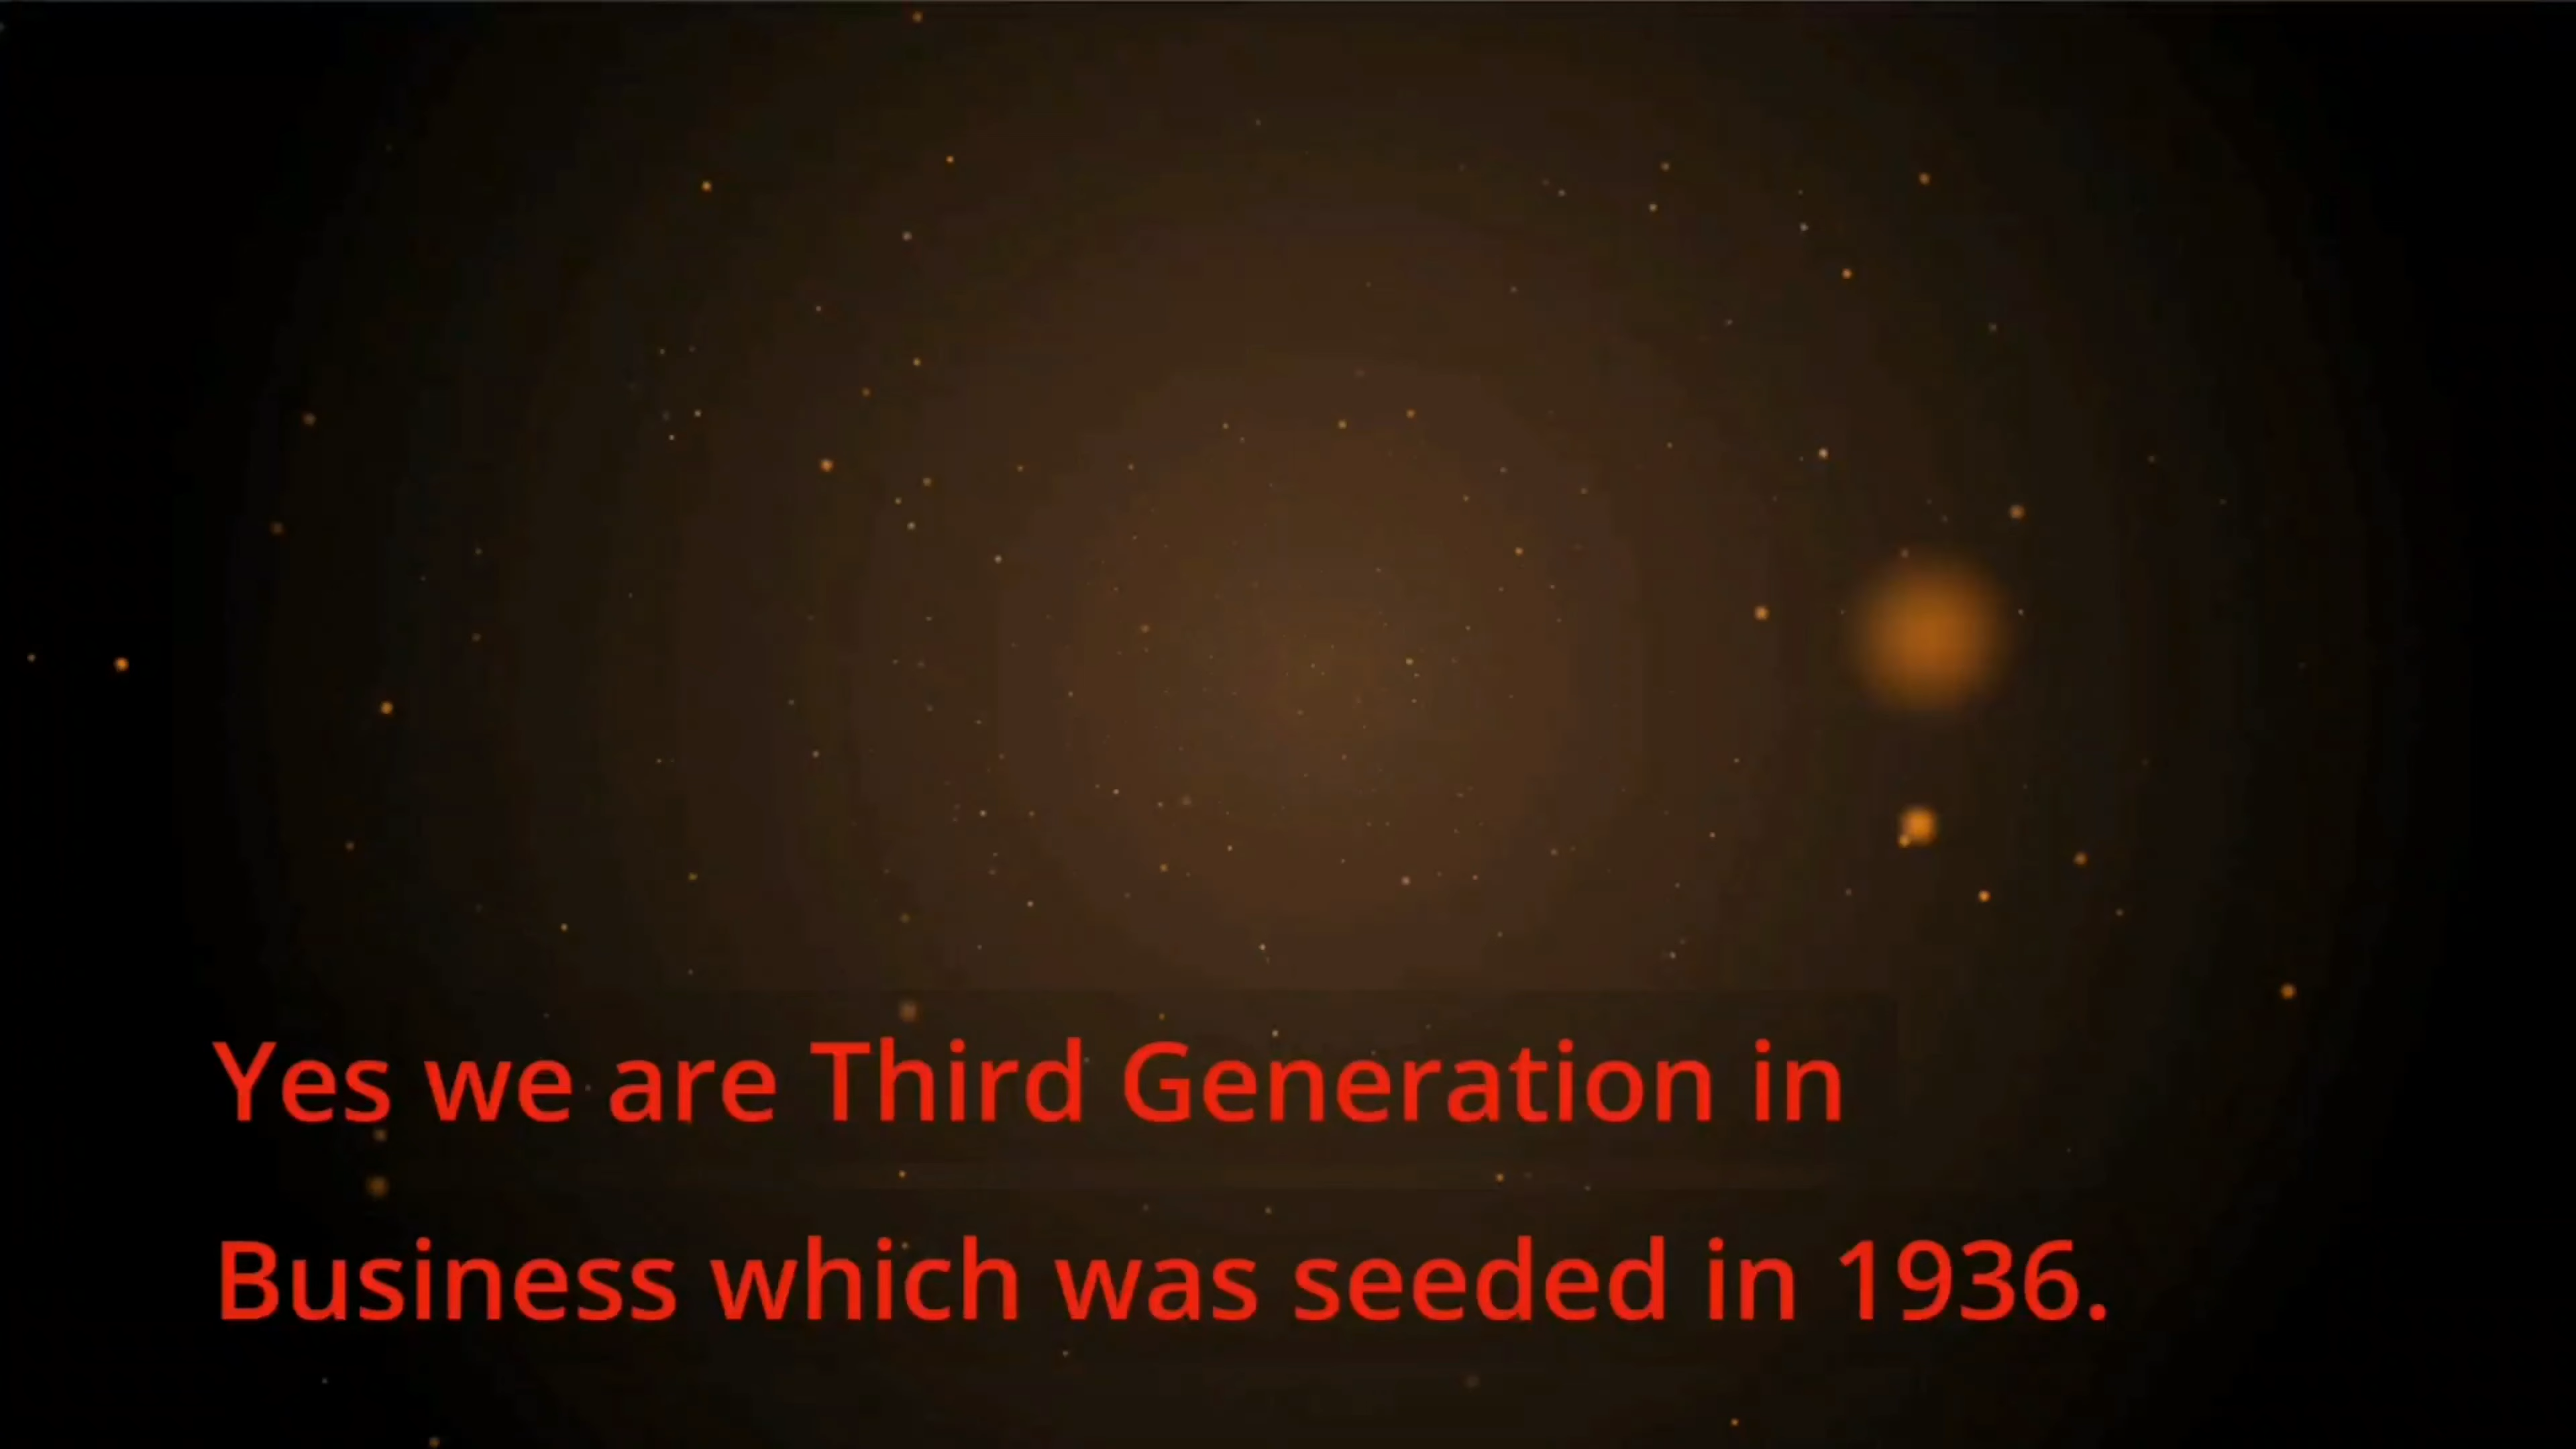 Yes we are Third Generation in
Business which was seeded in 1936.